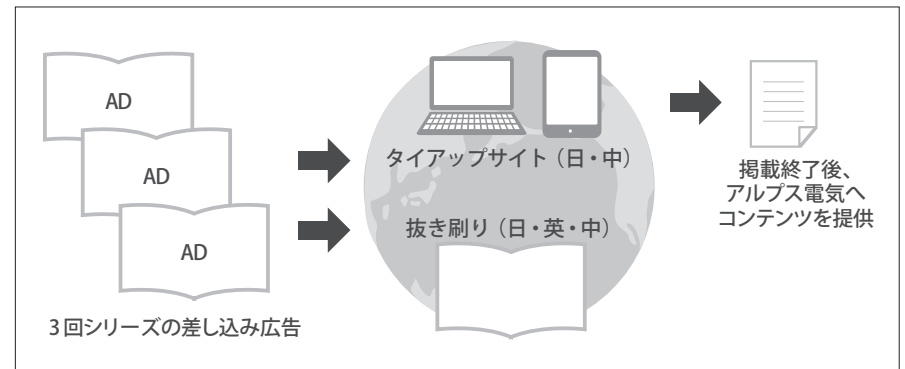 AD
AD
AD
3回シリーズの差し込み広告
タイアップサイト（日・中）
抜き刷り（日・英・中）
掲載終了後、
アルプス電気へ
コンテンツを提供